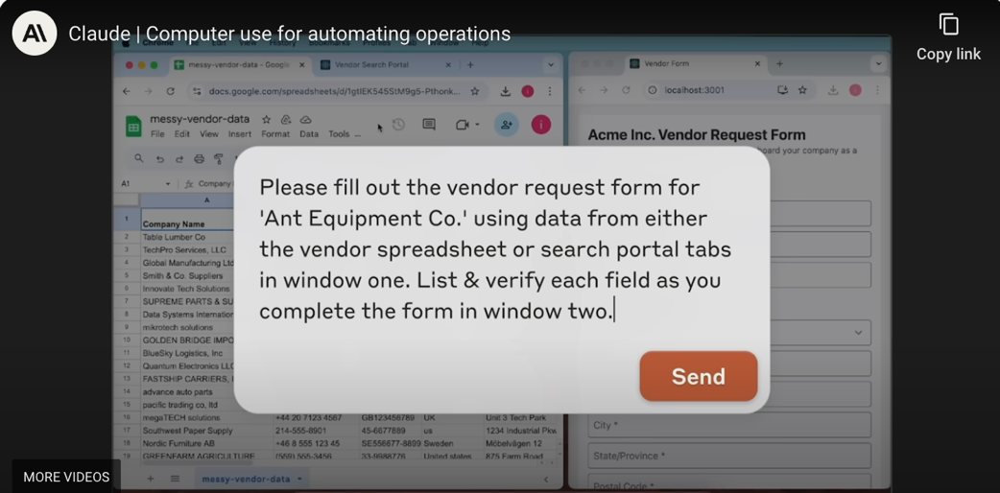 Claude | Computer use for automating operations
Copy link
messy-vendor-data - Google
Vendor Search Portal
Vendor Form
localhost:3001
messy-vendor-data
File Edit View Insert Format Data Tools ...
Acme Inc. Vendor Request Form
board your company as a
A1
A
1 Company Name
2 Table Lumber Co
3 TechPro Services, LLC
4 Global Manufacturing Ltd
5 Smith & Co. Suppliers
6 Innovate Tech Solutions
7 SUPREME PARTS & SU
8 Data Systems Internation
9 mikrotech solutions
10 GOLDEN BRIDGE IMPO
11 BlueSky Logistics, Inc
12 Quantum Electronics LLC
13 FASTSHIP CARRIERS,
14 advance auto parts
15 pacific trading co, ltd
16 megaTECH solutions +44 20 7123 4567 GB123456789 UK Unit 3 Tech Park
17 Southwest Paper Supply 214-555-8901 45-6677889 us 1234 Industrial Pkw
18 Nordic Furniture AB +46 8 555 123 45 SE556677-8899 Sweden Möbelvägen 12
19 GREENFARM AGRICULTURE (559) 555-3456 33-9988776 United states 875 Farm Road
Please fill out the vendor request form for
'Ant Equipment Co.' using data from either
the vendor spreadsheet or search portal tabs
in window one. List & verify each field as you
complete the form in window two.
Send
City *
State/Province *
Postal Code *
MORE VIDEOS
messy-vendor-data